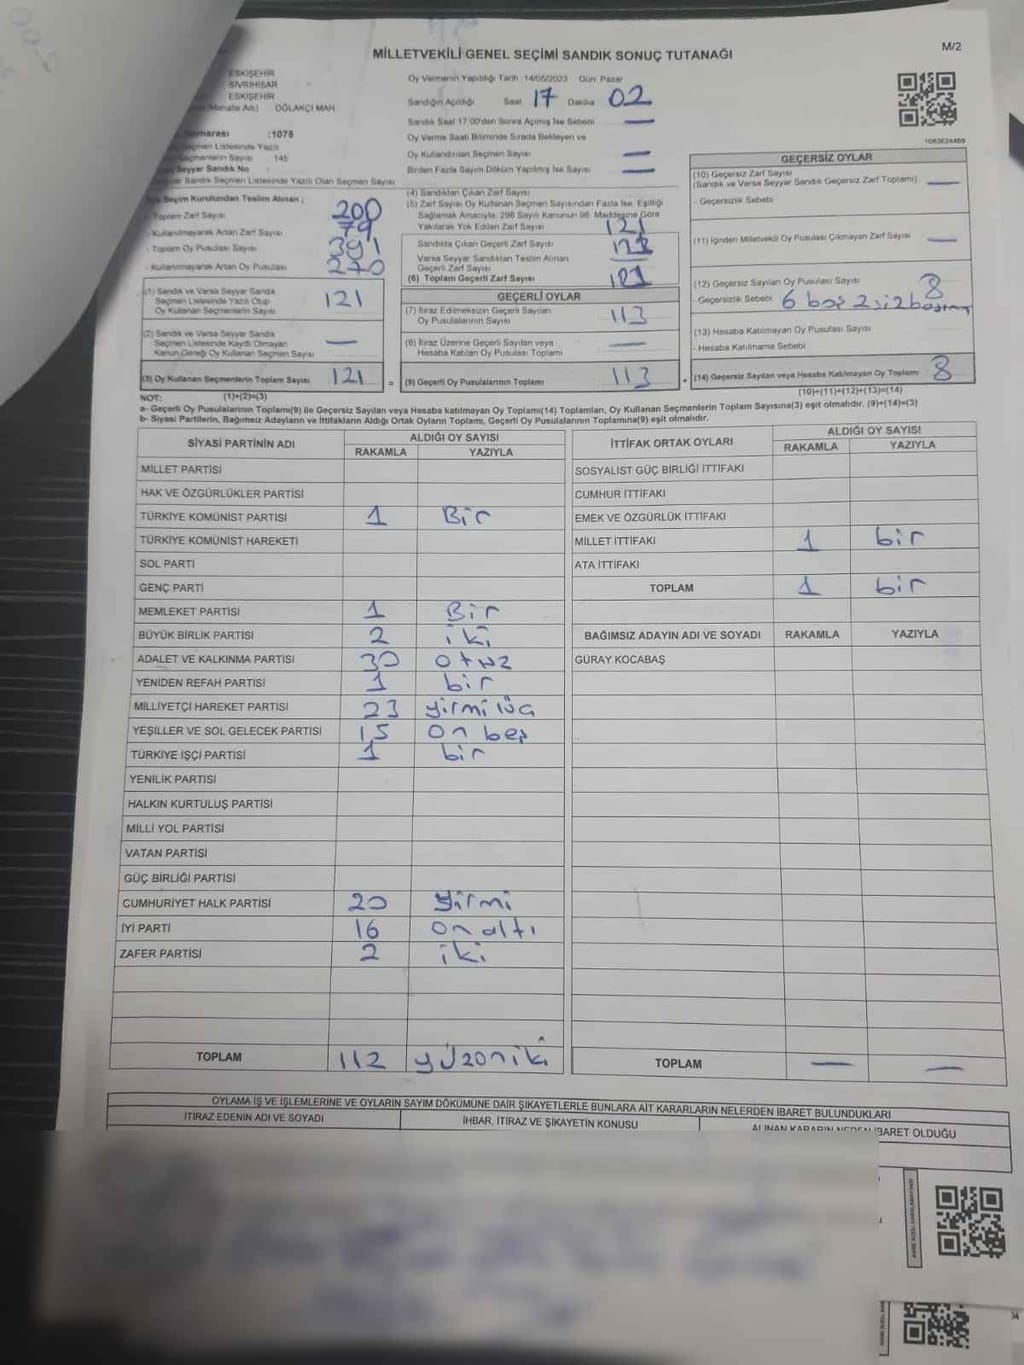 M/2
MİLLETVEKİLİ GENEL SEÇİMİ SANDIK SONUÇ TUTANAĞI
ESKİŞEHİR
SİVRİHİSAR
ESKİŞEHİR
Mahalle Adı) OĞLAKÇI MAH.
:1075
Seçmen Listesinde Yazılı
Seçmenlerin Sayısı 145
Seyyar Sandık No :
Seyyar Sandık Seçmen Listesinde Yazılı Olan Seçmen Sayısı
Oy Vermenin Yapıldığı Tarih 14/05/2023 Gün Pazar
Sandığın Açıldığı Saat 17 Dakika 02
Sandık Saat 17.00'den Sonra Açılmış İse Sebebi —
Oy Verme Saati Bitiminde Sırada Bekleyen ve
Oy Kullandırılan Seçmen Sayısı —
Birden Fazla Sayım Döküm Yapılmış İse Sayısı —
1083634409
Seçim Kurulundan Teslim Alınan ;
- Toplam Zarf Sayısı 200
- Kullanılmayarak Artan Zarf Sayısı 79
- Toplam Oy Pusulası Sayısı 391
- Kullanılmayarak Artan Oy Pusulası 270
(1) Sandık ve Varsa Seyyar Sandık
Seçmen Listesinde Yazılı Olup
Oy Kullanan Seçmenlerin Sayısı 121
(2) Sandık ve Varsa Seyyar Sandık
Seçmen Listesinde Kayıtlı Olmayan
Kanun Gereği Oy Kullanan Seçmen Sayısı —
(3) Oy Kullanan Seçmenlerin Toplam Sayısı 121
(4) Sandıktan Çıkan Zarf Sayısı
(5) Zarf Sayısı Oy Kullanan Seçmen Sayısından Fazla İse, Eşitliği
Sağlamak Amacıyla; 298 Sayılı Kanunun 98. Maddesine Göre
Yakılarak Yok Edilen Zarf Sayısı 121
Sandıkta Çıkan Geçerli Zarf Sayısı 121
Varsa Seyyar Sandıktan Teslim Alınan
Geçerli Zarf Sayısı
(6) Toplam Geçerli Zarf Sayısı 121
GEÇERLİ OYLAR
(7) İtiraz Edilmeksizin Geçerli Sayılan
Oy Pusulalarının Sayısı 113
(8) İtiraz Üzerine Geçerli Sayılan veya
Hesaba Katılan Oy Pusulası Toplamı —
= (9) Geçerli Oy Pusulalarının Toplamı 113
GEÇERSİZ OYLAR
(10) Geçersiz Zarf Sayısı
(Sandık ve Varsa Seyyar Sandık Geçersiz Zarf Toplamı) —
- Geçersizlik Sebebi
(11) İçinden Milletvekili Oy Pusulası Çıkmayan Zarf Sayısı —
(12) Geçersiz Sayılan Oy Pusulası Sayısı 8
- Geçersizlik Sebebi 6 boş 2
(13) Hesaba Katılmayan Oy Pusulası Sayısı
- Hesaba Katılmama Sebebi
(14) Geçersiz Sayılan veya Hesaba Katılmayan Oy Toplamı 8
NOT: (1)+(2)=(3)
(10)+(11)+(12)+(13)=(14)
a- Geçerli Oy Pusulalarının Toplamı(9) ile Geçersiz Sayılan veya Hesaba katılmayan Oy Toplamı(14) Toplamları, Oy Kullanan Seçmenlerin Toplam Sayısına(3) eşit olmalıdır. (9)+(14)=(3)
b- Siyasi Partilerin, Bağımsız Adayların ve İttifakların Aldığı Ortak Oyların Toplamı, Geçerli Oy Pusulalarının Toplamına(9) eşit olmalıdır.
SİYASİ PARTİNİN ADI ALDIĞI OY SAYISI
RAKAMLA YAZIYLA
MİLLET PARTİSİ
HAK VE ÖZGÜRLÜKLER PARTİSİ
TÜRKİYE KOMÜNİST PARTİSİ 1 Bir
TÜRKİYE KOMÜNİST HAREKETİ
SOL PARTİ
GENÇ PARTİ
MEMLEKET PARTİSİ 1 Bir
BÜYÜK BİRLİK PARTİSİ 2 iki
ADALET VE KALKINMA PARTİSİ 30 otuz
YENİDEN REFAH PARTİSİ 1 bir
MİLLİYETÇİ HAREKET PARTİSİ 23 yirmi üç
YEŞİLLER VE SOL GELECEK PARTİSİ 15 on beş
TÜRKİYE İŞÇİ PARTİSİ 1 bir
YENİLİK PARTİSİ
HALKIN KURTULUŞ PARTİSİ
MİLLİ YOL PARTİSİ
VATAN PARTİSİ
GÜÇ BİRLİĞİ PARTİSİ
CUMHURİYET HALK PARTİSİ 20 yirmi
İYİ PARTİ 16 on altı
ZAFER PARTİSİ 2 iki
TOPLAM 112 yüzoniki
İTTİFAK ORTAK OYLARI ALDIĞI OY SAYISI
RAKAMLA YAZIYLA
SOSYALİST GÜÇ BİRLİĞİ İTTİFAKI
CUMHUR İTTİFAKI
EMEK VE ÖZGÜRLÜK İTTİFAKI
MİLLET İTTİFAKI 1 bir
ATA İTTİFAKI
TOPLAM 1 bir
BAĞIMSIZ ADAYIN ADI VE SOYADI RAKAMLA YAZIYLA
GÜRAY KOCABAŞ
TOPLAM — —
OYLAMA İŞ VE İŞLEMLERİNE VE OYLARIN SAYIM DÖKÜMÜNE DAİR ŞİKAYETLERLE BUNLARA AİT KARARLARIN NELERDEN İBARET BULUNDUKLARI
İTİRAZ EDENİN ADI VE SOYADI İHBAR, İTİRAZ VE ŞİKAYETİN KONUSU ALINAN KARARIN NEDEN İBARET OLDUĞU